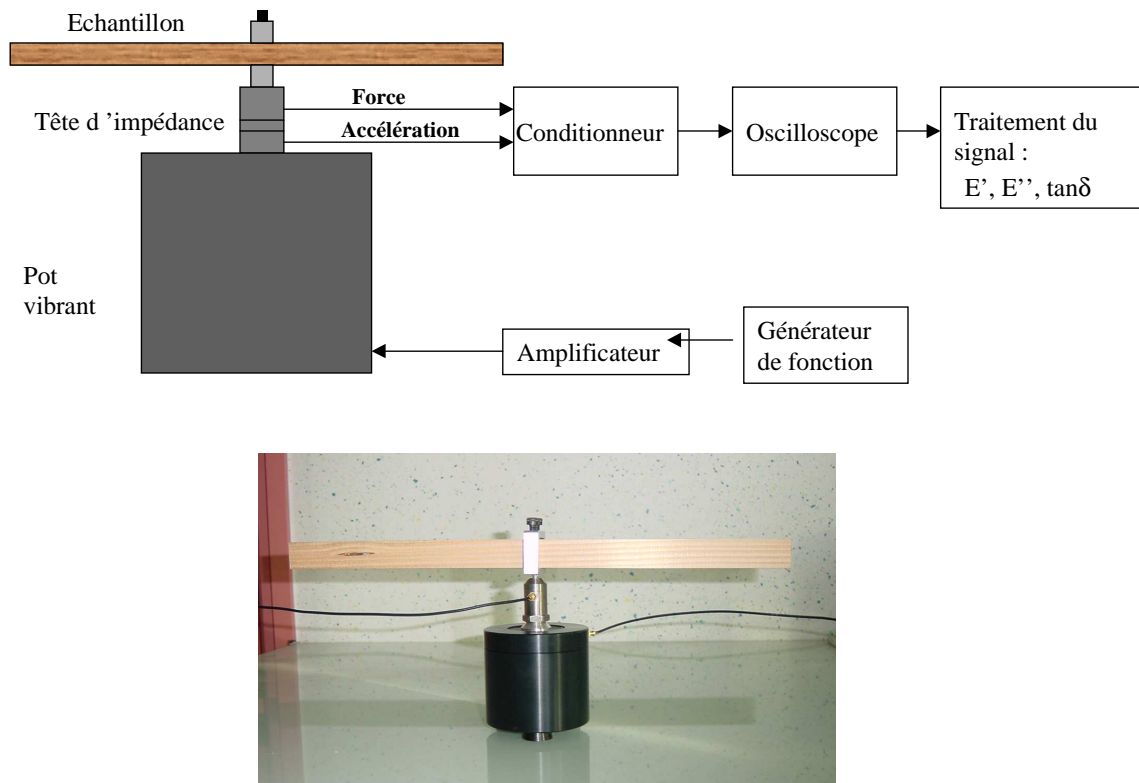 Echantillon
Tête d ’impédance
Force
Accélération
Conditionneur
Oscilloscope
Traitement du
signal :
E’, E’’, tanδ
Pot
vibrant
Amplificateur
Générateur
de fonction